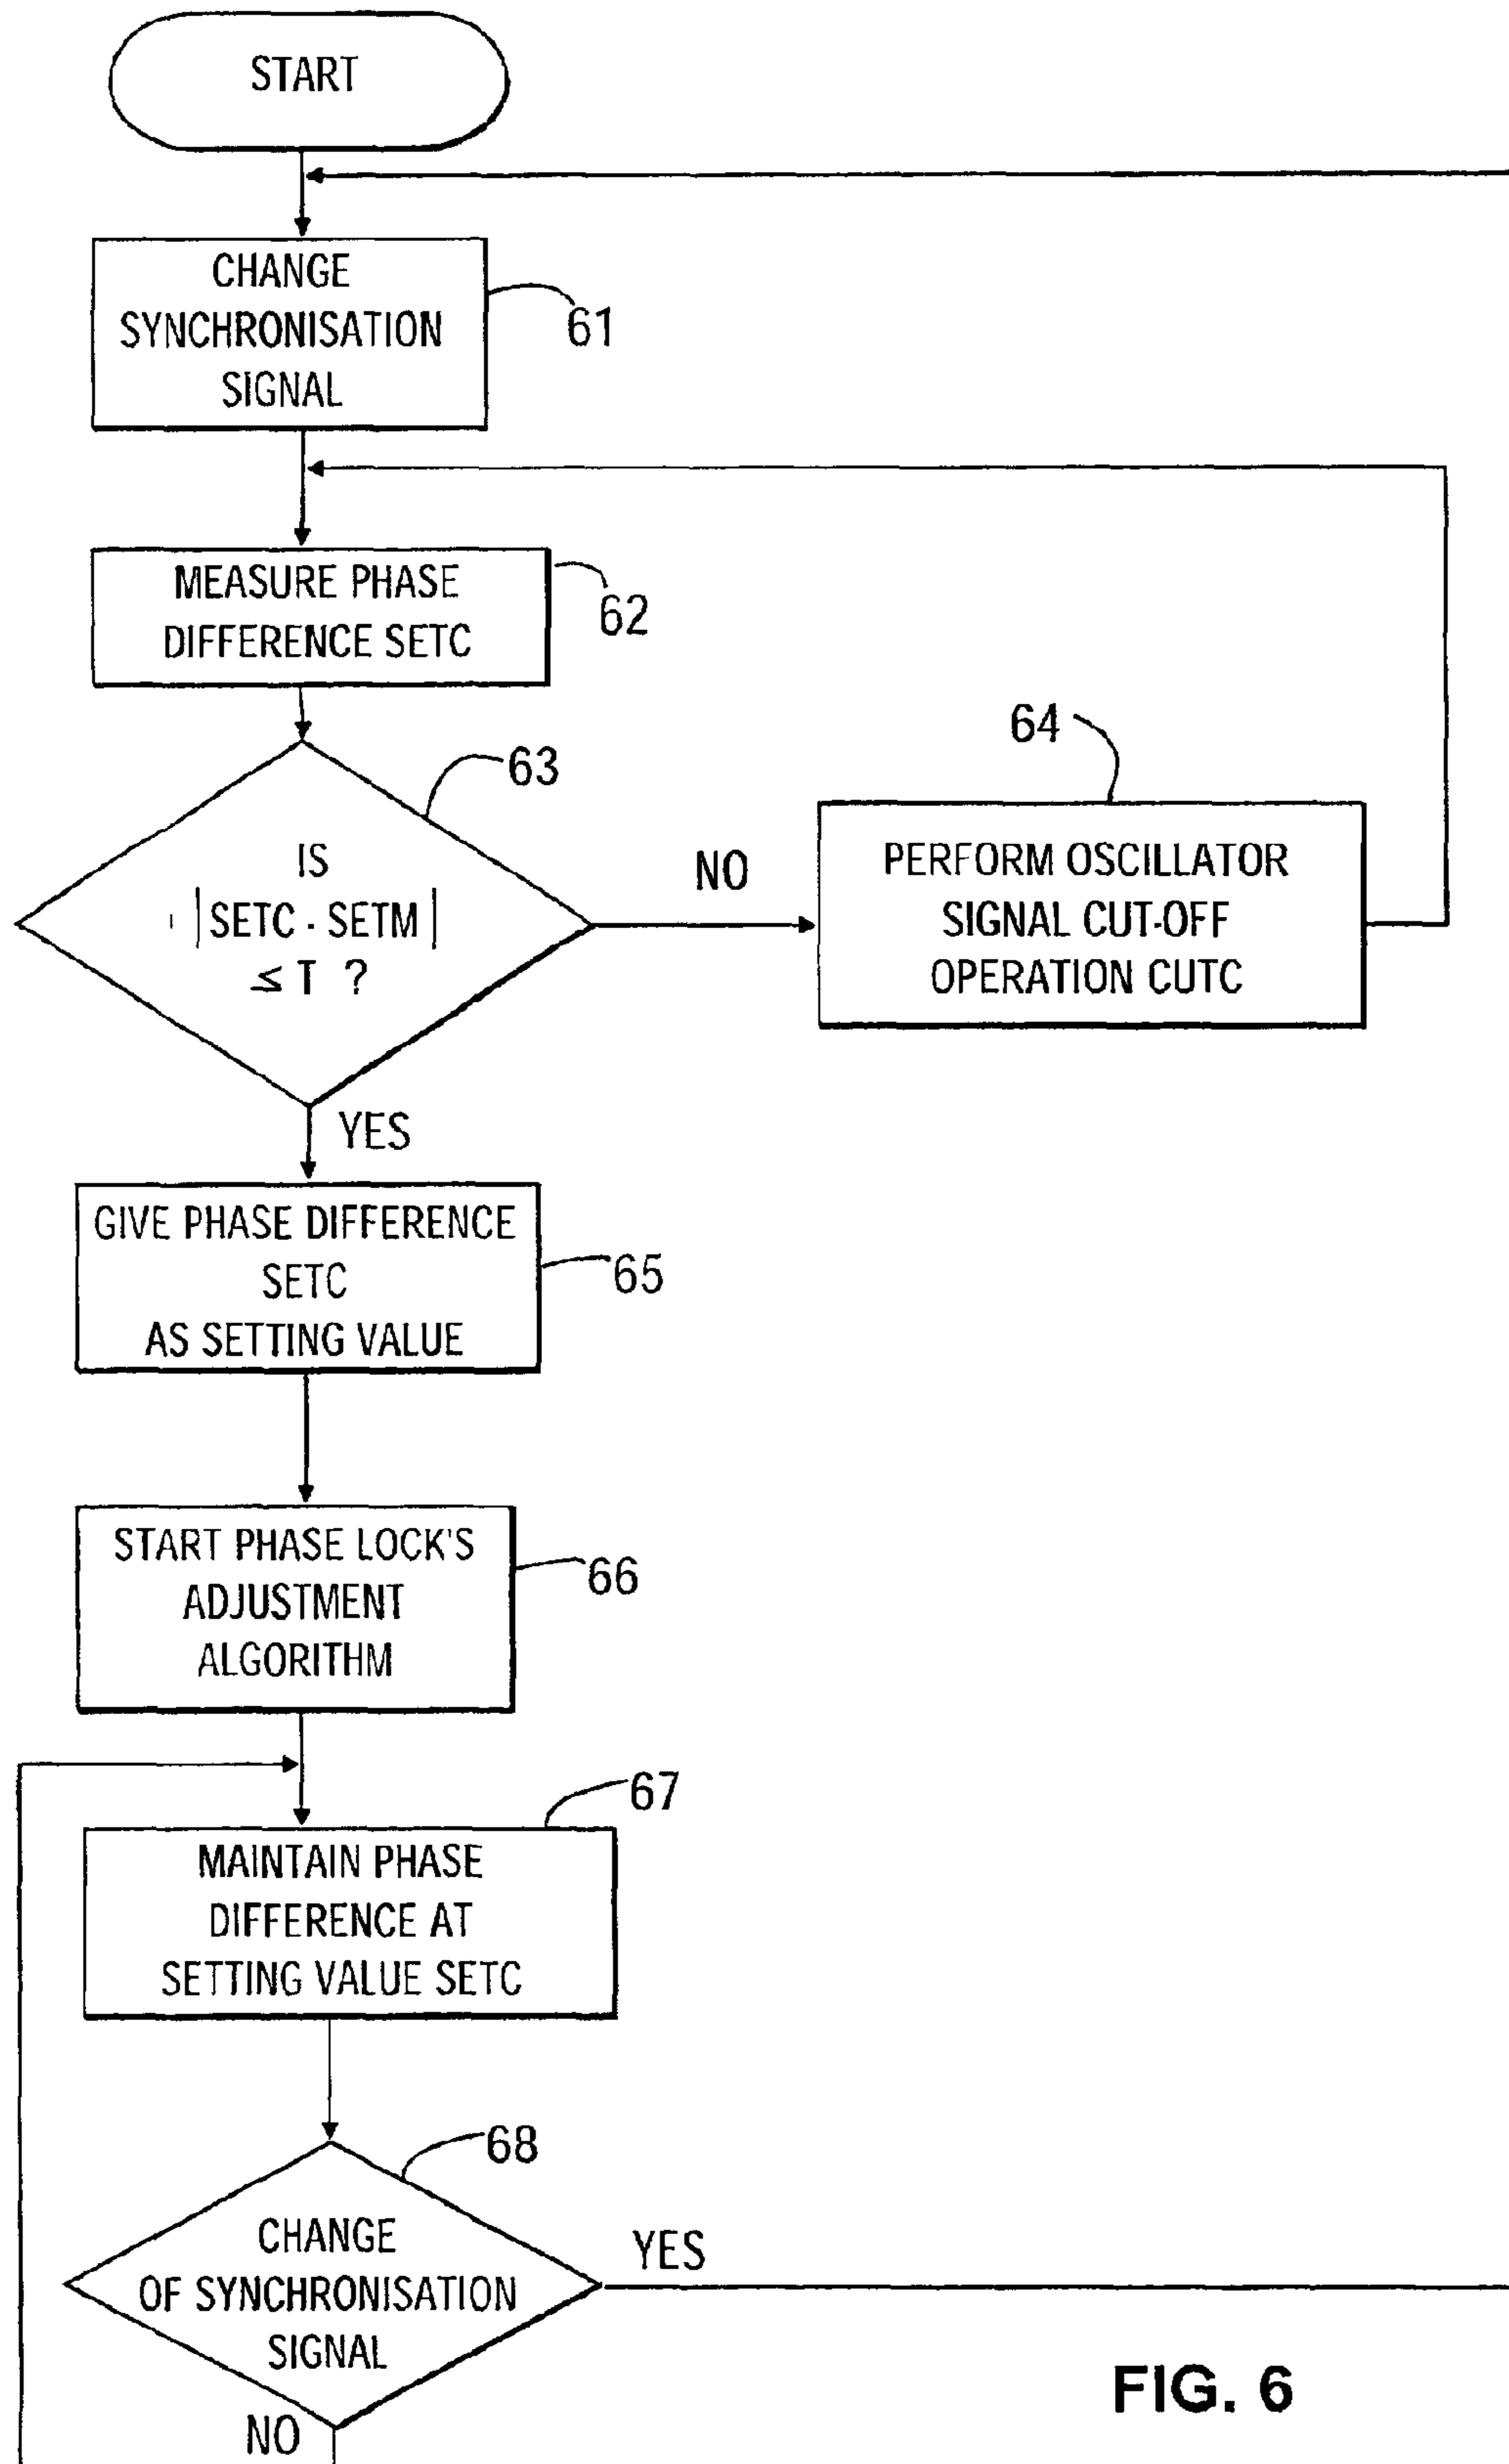 START
CHANGE
SYNCHRONISATION
SIGNAL
61
MEASURE PHASE
DIFFERENCE SETC
62
63
IS
|SETC - SETM|
≤ T ?
NO
64
PERFORM OSCILLATOR
SIGNAL CUT-OFF
OPERATION CUTC
YES
GIVE PHASE DIFFERENCE
SETC
AS SETTING VALUE
65
START PHASE LOCK'S
ADJUSTMENT
ALGORITHM
66
67
MAINTAIN PHASE
DIFFERENCE AT
SETTING VALUE SETC
68
CHANGE
OF SYNCHRONISATION
SIGNAL
YES
NO
FIG. 6